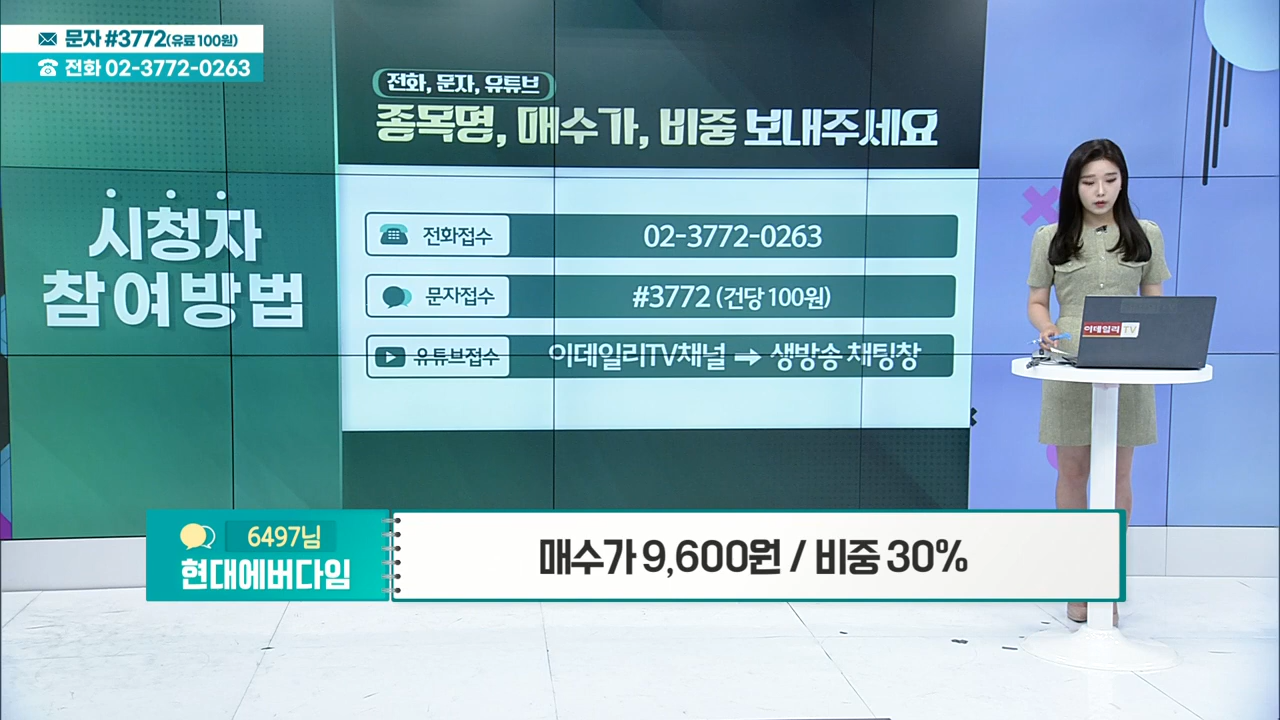 문자 #3772(유료 100원)
전화 02-3772-0263
전화, 문자, 유튜브
종목명, 매수가, 비중 보내주세요
시청자
참여방법
전화접수 02-3772-0263
문자접수 #3772 (건당 100원)
유튜브접수 이데일리TV채널 ➡ 생방송 채팅창
이데일리 TV
6497님
현대에버다임
매수가 9,600원 / 비중 30%